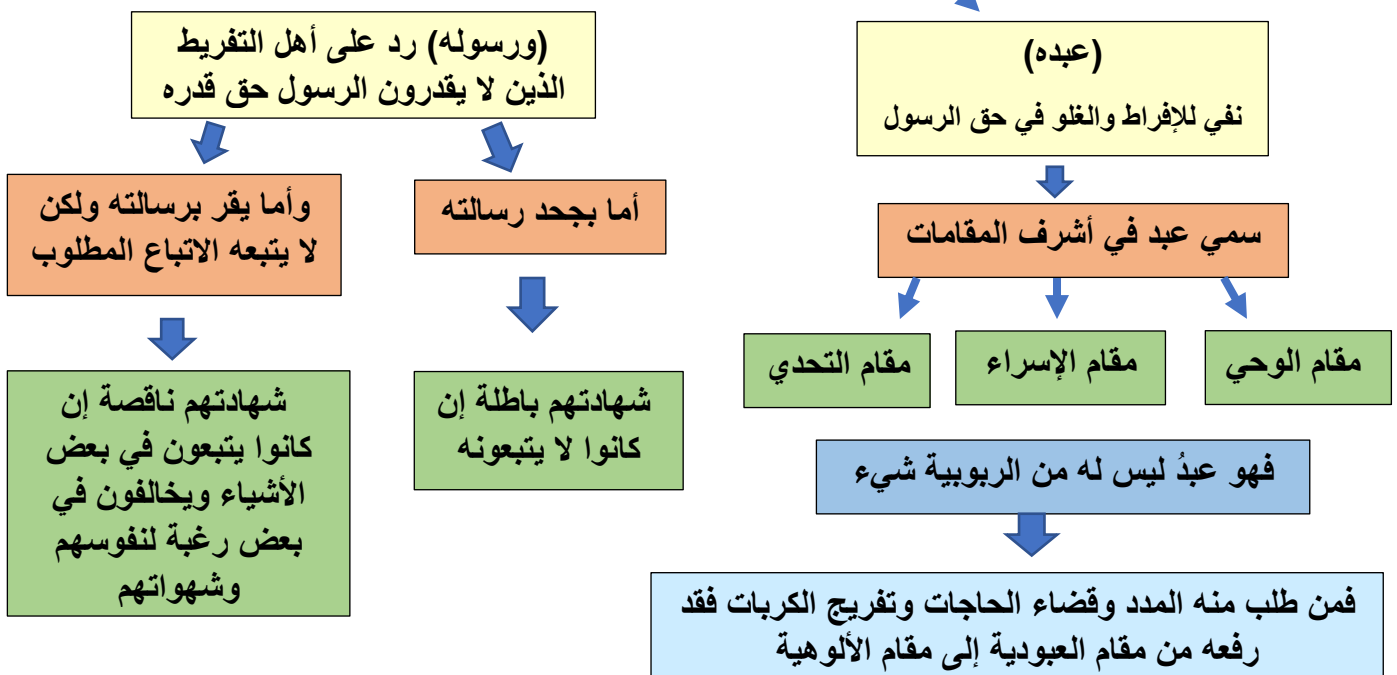 (عبده)
نفي للإفراط والغلو في حق الرسول
سمي عبد في أشرف المقامات
مقام الوحي
مقام الإسراء
مقام التحدي
فهو عبدُ ليس له من الربوبية شيء
فمن طلب منه المدد وقضاء الحاجات وتفريج الكربات فقد
رفعه من مقام العبودية إلى مقام الألوهية
(ورسوله) رد على أهل التفريط
الذين لا يقدرون الرسول حق قدره
أما بجحد رسالته
شهادتهم باطلة إن
كانوا لا يتبعونه
وأما يقر برسالته ولكن
لا يتبعه الاتباع المطلوب
شهادتهم ناقصة إن
كانوا يتبعون في بعض
الأشياء ويخالفون في
بعض رغبة لنفوسهم
وشهواتهم